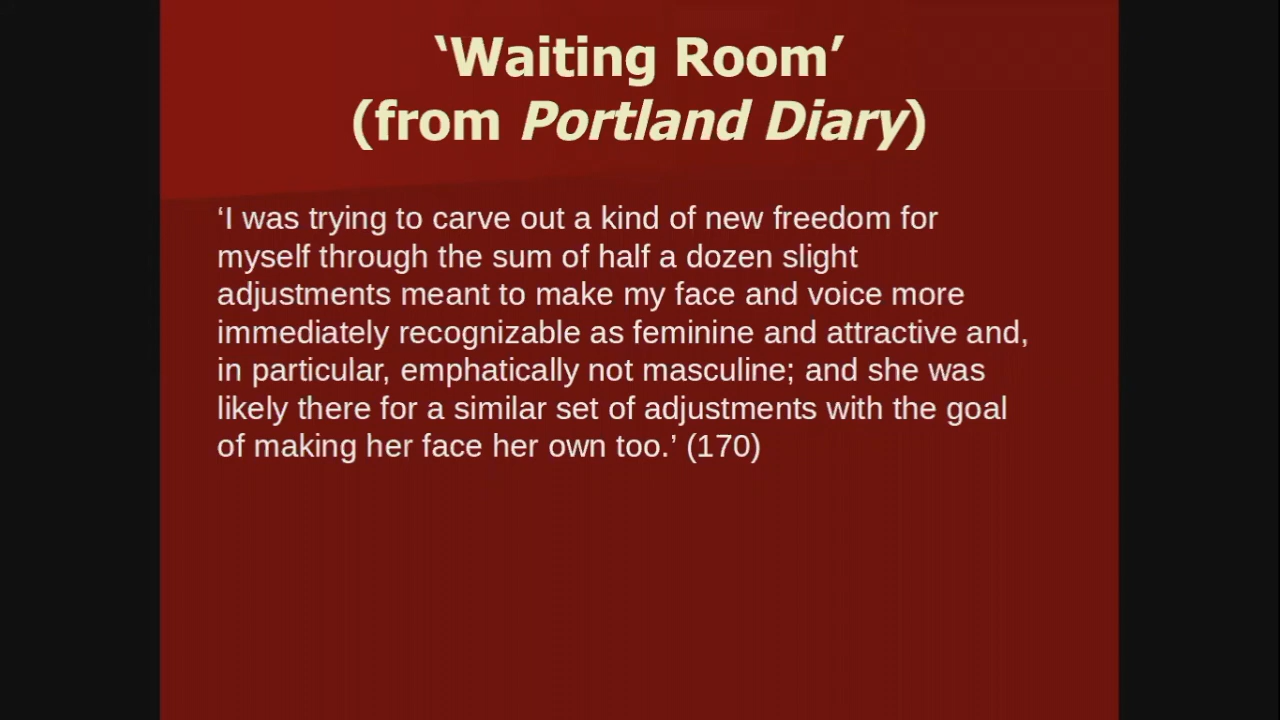 ‘Waiting Room’
(from Portland Diary)
‘I was trying to carve out a kind of new freedom for
myself through the sum of half a dozen slight
adjustments meant to make my face and voice more
immediately recognizable as feminine and attractive and,
in particular, emphatically not masculine; and she was
likely there for a similar set of adjustments with the goal
of making her face her own too.’ (170)